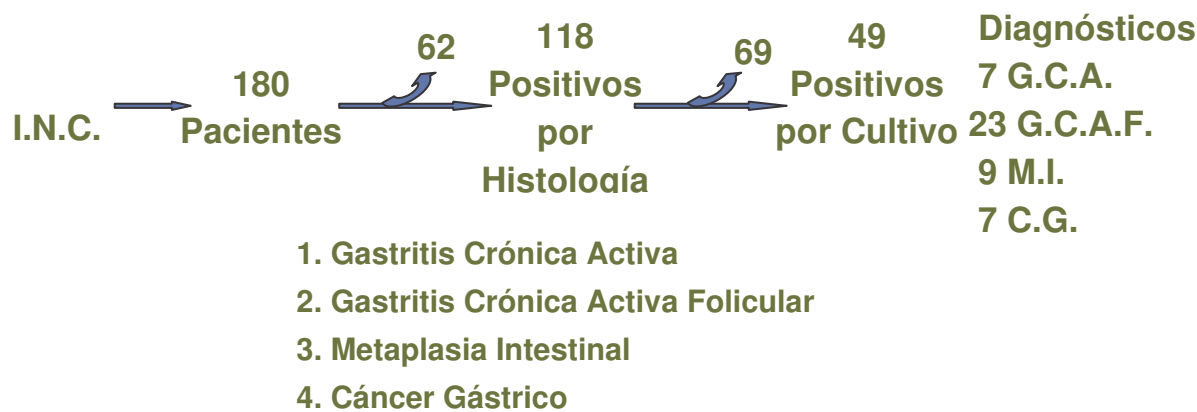 I.N.C.
180
Pacientes
62
118
Positivos
por
Histología
69
49
Positivos
por Cultivo
Diagnósticos
7 G.C.A.
23 G.C.A.F.
9 M.I.
7 C.G.
1. Gastritis Crónica Activa
2. Gastritis Crónica Activa Folicular
3. Metaplasia Intestinal
4. Cáncer Gástrico